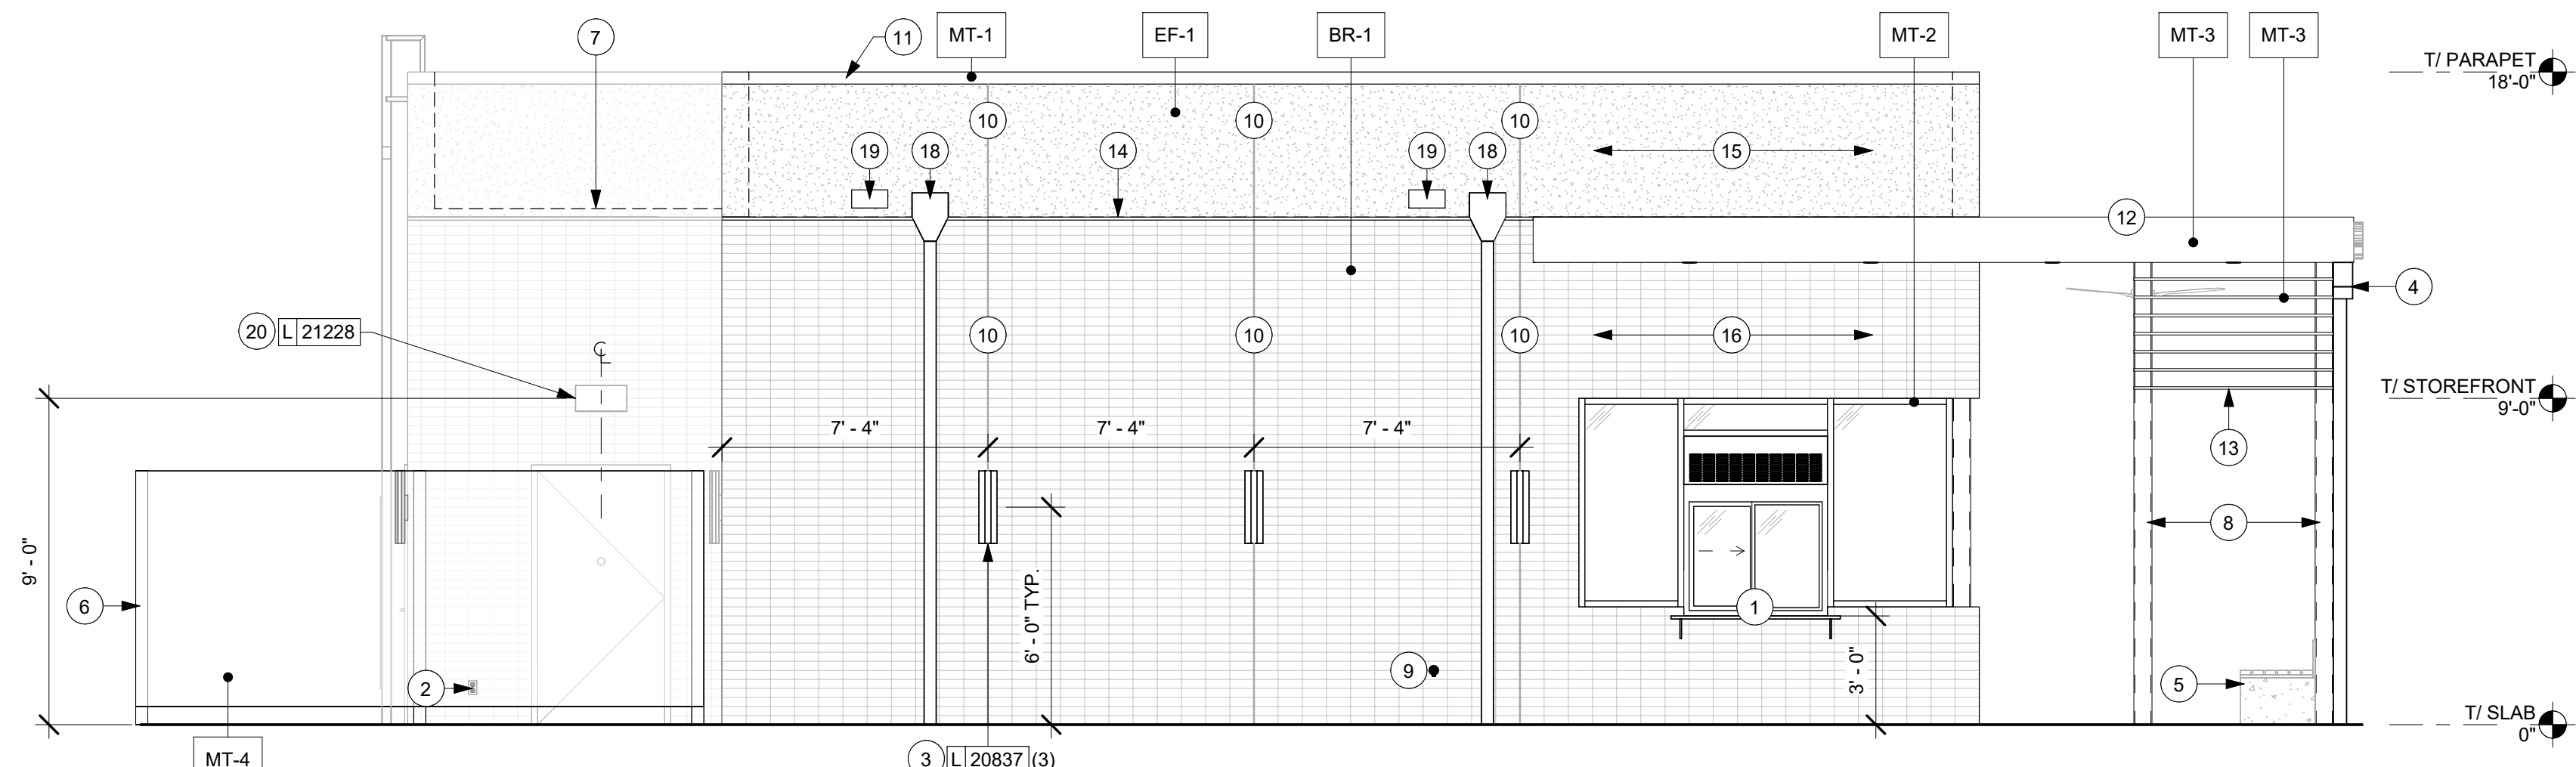 7
11
MT-1
EF-1
BR-1
MT-2
MT-3
MT-3
T/ PARAPET
18'-0"
10
10
10
19
18
14
19
18
15
12
4
20 L 21228
C L
10
10
10
16
T/ STOREFRONT
9'-0"
7' - 4"
7' - 4"
7' - 4"
13
8
9' - 0"
6
6' - 0" TYP.
1
2
9
3' - 0"
5
T/ SLAB
0"
MT-4
3 L 20837 (3)